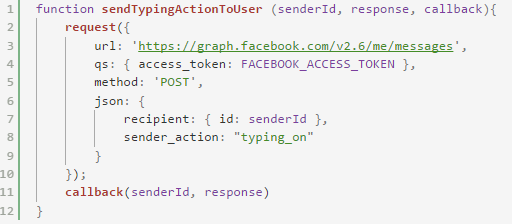 1 function sendTypingActionToUser (senderId, response, callback){
2 request({
3 url: 'https://graph.facebook.com/v2.6/me/messages',
4 qs: { access_token: FACEBOOK_ACCESS_TOKEN },
5 method: 'POST',
6 json: {
7 recipient: { id: senderId },
8 sender_action: "typing_on"
9 }
10 });
11 callback(senderId, response)
12 }